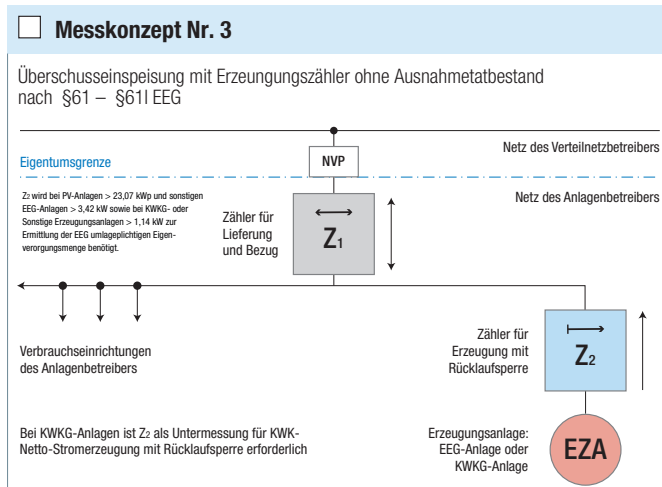 Messkonzept Nr. 3
Überschusseinspeisung mit Erzeungungszähler ohne Ausnahmetatbestand
nach §61 – §61l EEG
Netz des Verteilnetzbetreibers
Eigentumsgrenze
NVP
Netz des Anlagenbetreibers
Z2 wird bei PV-Anlagen > 23,07 kWp und sonstigen
EEG-Anlagen > 3,42 kW sowie bei KWKG- oder
Sonstige Erzeugungsanlagen > 1,14 kW zur
Ermittlung der EEG umlageplichtigen Eigen-
verorgungsmenge benötigt.
Zähler für
Lieferung
und Bezug
Z1
Verbrauchseinrichtungen
des Anlagenbetreibers
Zähler für
Erzeugung mit
Rücklaufsperre
Z2
Bei KWKG-Anlagen ist Z2 als Untermessung für KWK-
Netto-Stromerzeugung mit Rücklaufsperre erforderlich
Erzeugungsanlage:
EEG-Anlage oder
KWKG-Anlage
EZA